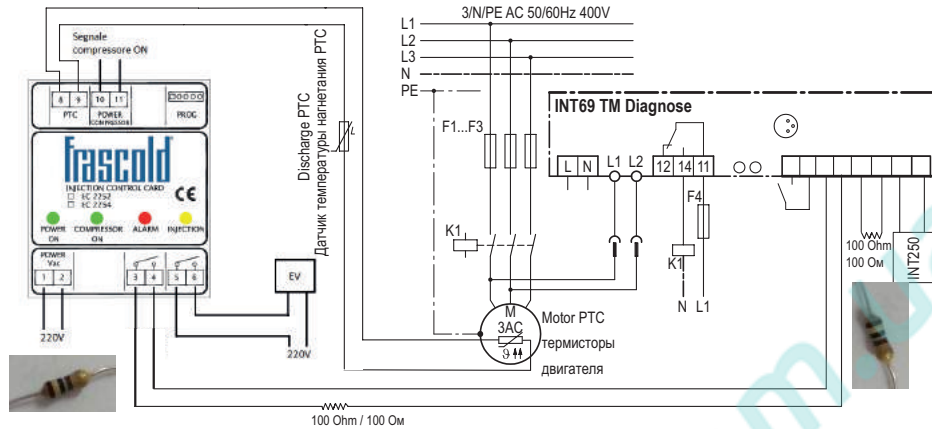 3/N/PE AC 50/60Hz 400V
L1
L2
L3
N
PE
Segnale
compressore ON
8 9 10 11
PTC POWER COMPRESSOR PROG
frascold
INJECTION CONTROL CARD
EC 2252
EC 2254
CE
POWER ON COMPRESSOR ON ALARM INJECTION
POWER
Vac
1 2 3 4 5 6
220V
EV
220V
Discharge PTC
Датчик температуры нагнетания PTC
F1...F3
K1
INT69 TM Diagnose
L N L1 L2 12 14 11
F4
K1
N L1
100 Ohm
100 Ом
INT250
M
3AC
ϑ
Motor PTC
термисторы
двигателя
100 Ohm / 100 Ом